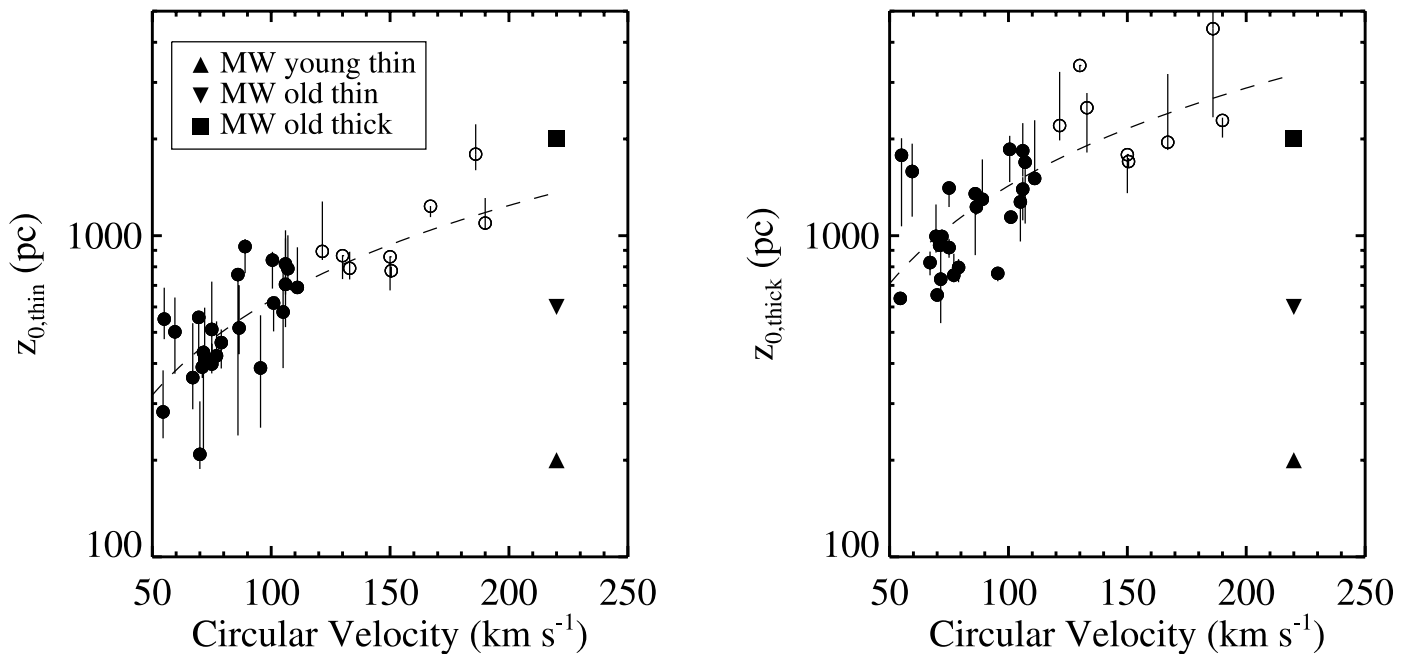 MW young thin
MW old thin
MW old thick
z0,thin (pc)
1000
100
50 100 150 200 250
Circular Velocity (km s-1)
z0,thick (pc)
1000
100
50 100 150 200 250
Circular Velocity (km s-1)